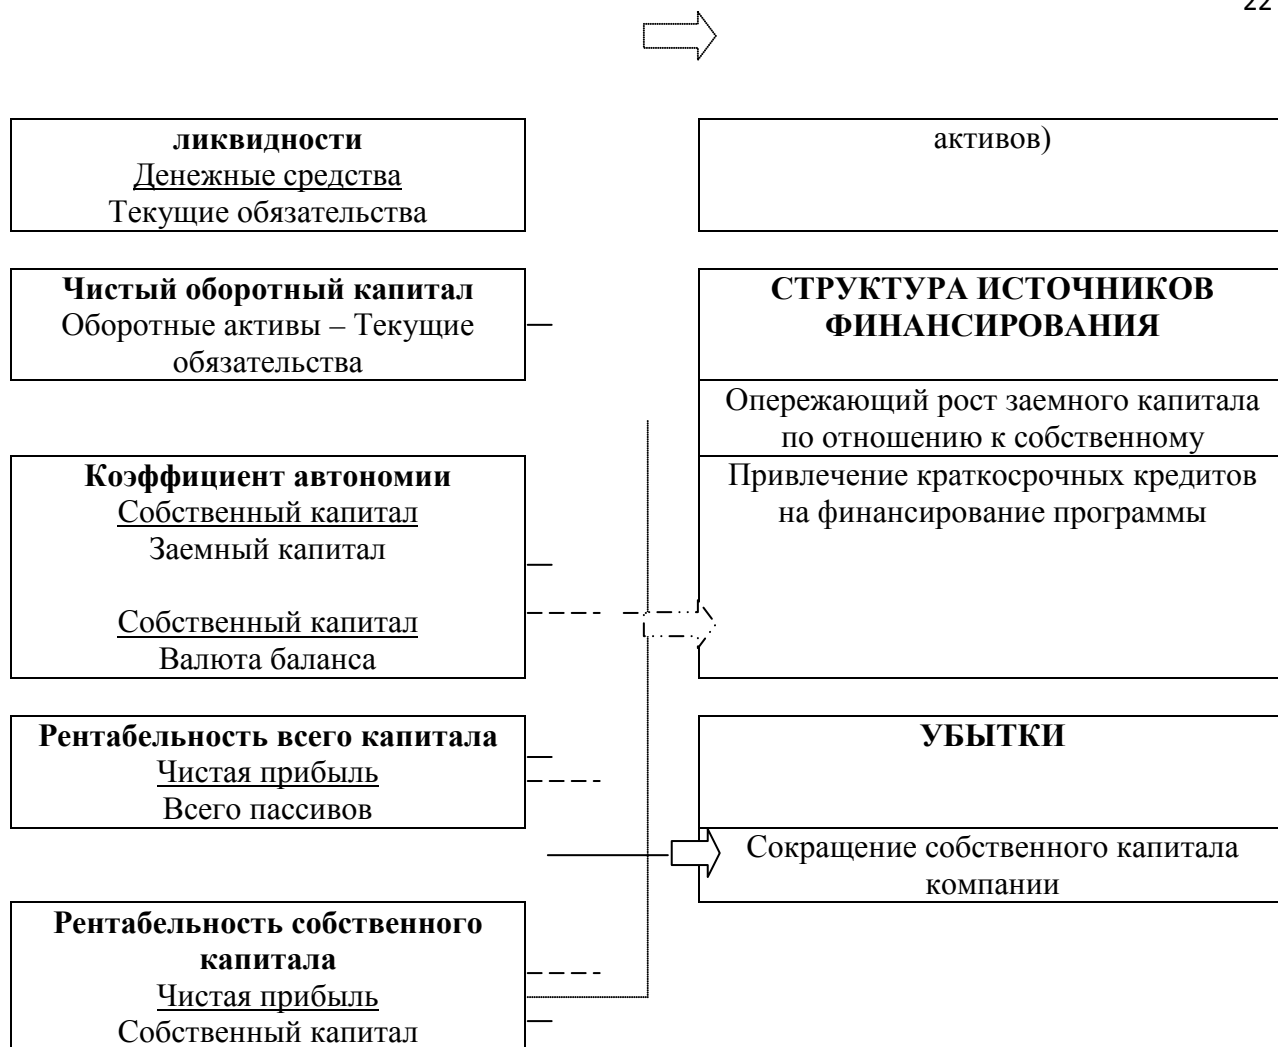 22
ликвидности
Денежные средства
Текущие обязательства
активов)
Чистый оборотный капитал
Оборотные активы – Текущие
обязательства
СТРУКТУРА ИСТОЧНИКОВ
ФИНАНСИРОВАНИЯ
Опережающий рост заемного капитала
по отношению к собственному
Привлечение краткосрочных кредитов
на финансирование программы
Коэффициент автономии
Собственный капитал
Заемный капитал
Собственный капитал
Валюта баланса
Рентабельность всего капитала
Чистая прибыль
Всего пассивов
УБЫТКИ
Сокращение собственного капитала
компании
Рентабельность собственного
капитала
Чистая прибыль
Собственный капитал